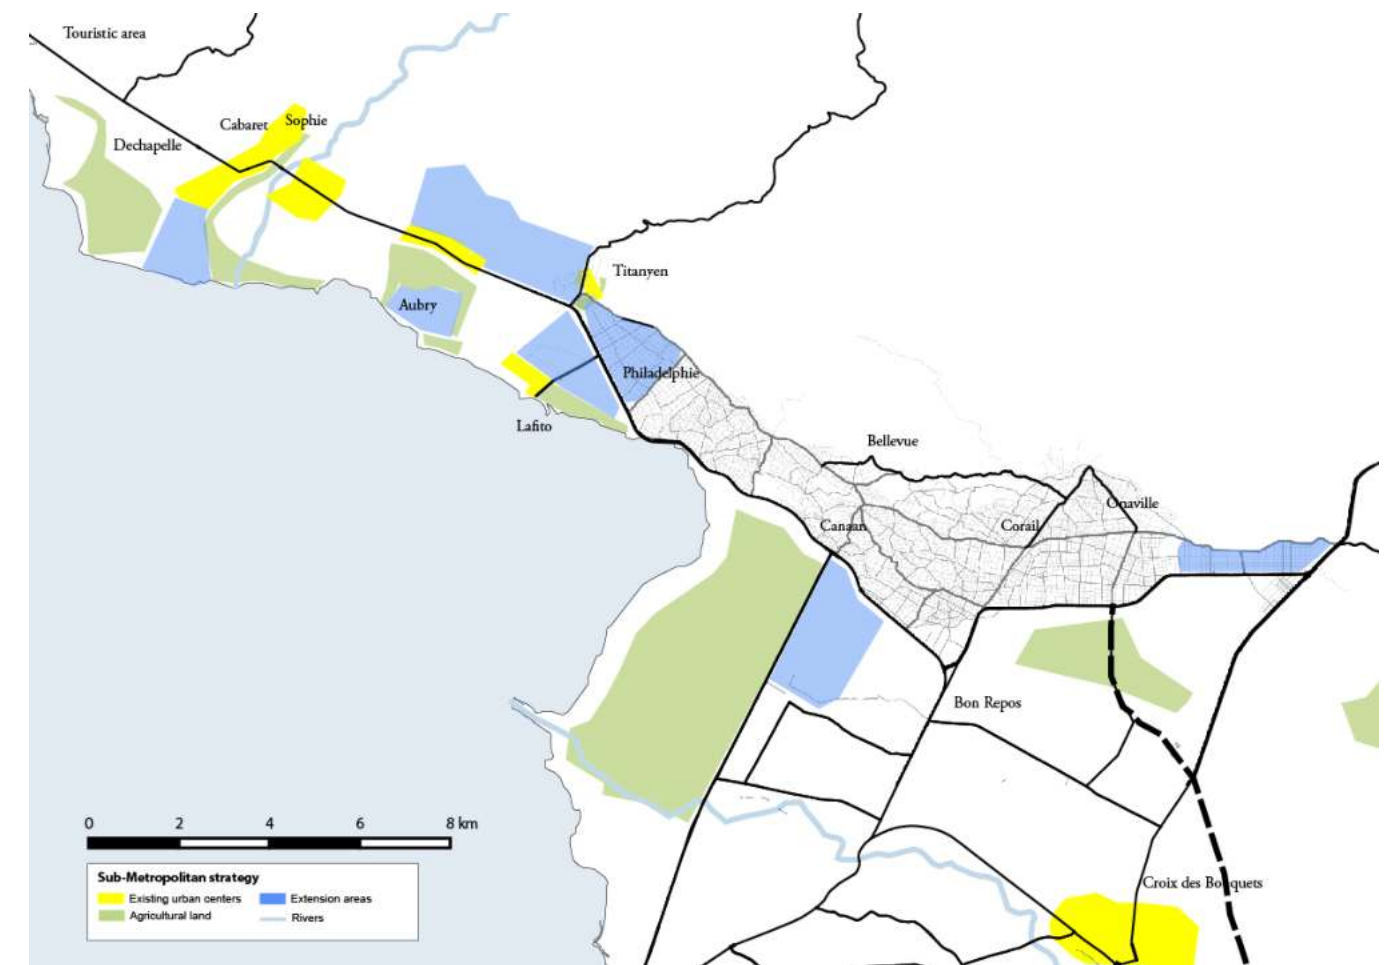 Touristic area
Cabaret
Sophie
Dechapelle
Titanyen
Aubry
Philadelphie
Lafito
Bellevue
Onaville
Canaan
Corail
Bon Repos
0 2 4 6 8 km
Sub-Metropolitan strategy
Existing urban centers
Extension areas
Agricultural land
Rivers
Croix des Bouquets